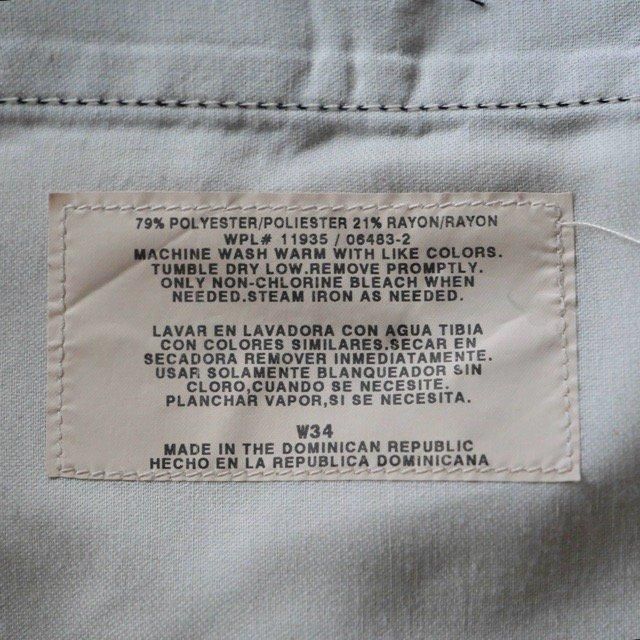 79% POLYESTER/POLIESTER 21% RAYON/RAYON
WPL# 11935 / 06483-2
MACHINE WASH WARM WITH LIKE COLORS.
TUMBLE DRY LOW.REMOVE PROMPTLY.
ONLY NON-CHLORINE BLEACH WHEN
NEEDED.STEAM IRON AS NEEDED.
LAVAR EN LAVADORA CON AGUA TIBIA
CON COLORES SIMILARES.SECAR EN
SECADORA REMOVER INMEDIATAMENTE.
USAR SOLAMENTE BLANQUEADOR SIN
CLORO,CUANDO SE NECESITE.
PLANCHAR VAPOR,SI SE NECESITA.
W34
MADE IN THE DOMINICAN REPUBLIC
HECHO EN LA REPUBLICA DOMINICANA